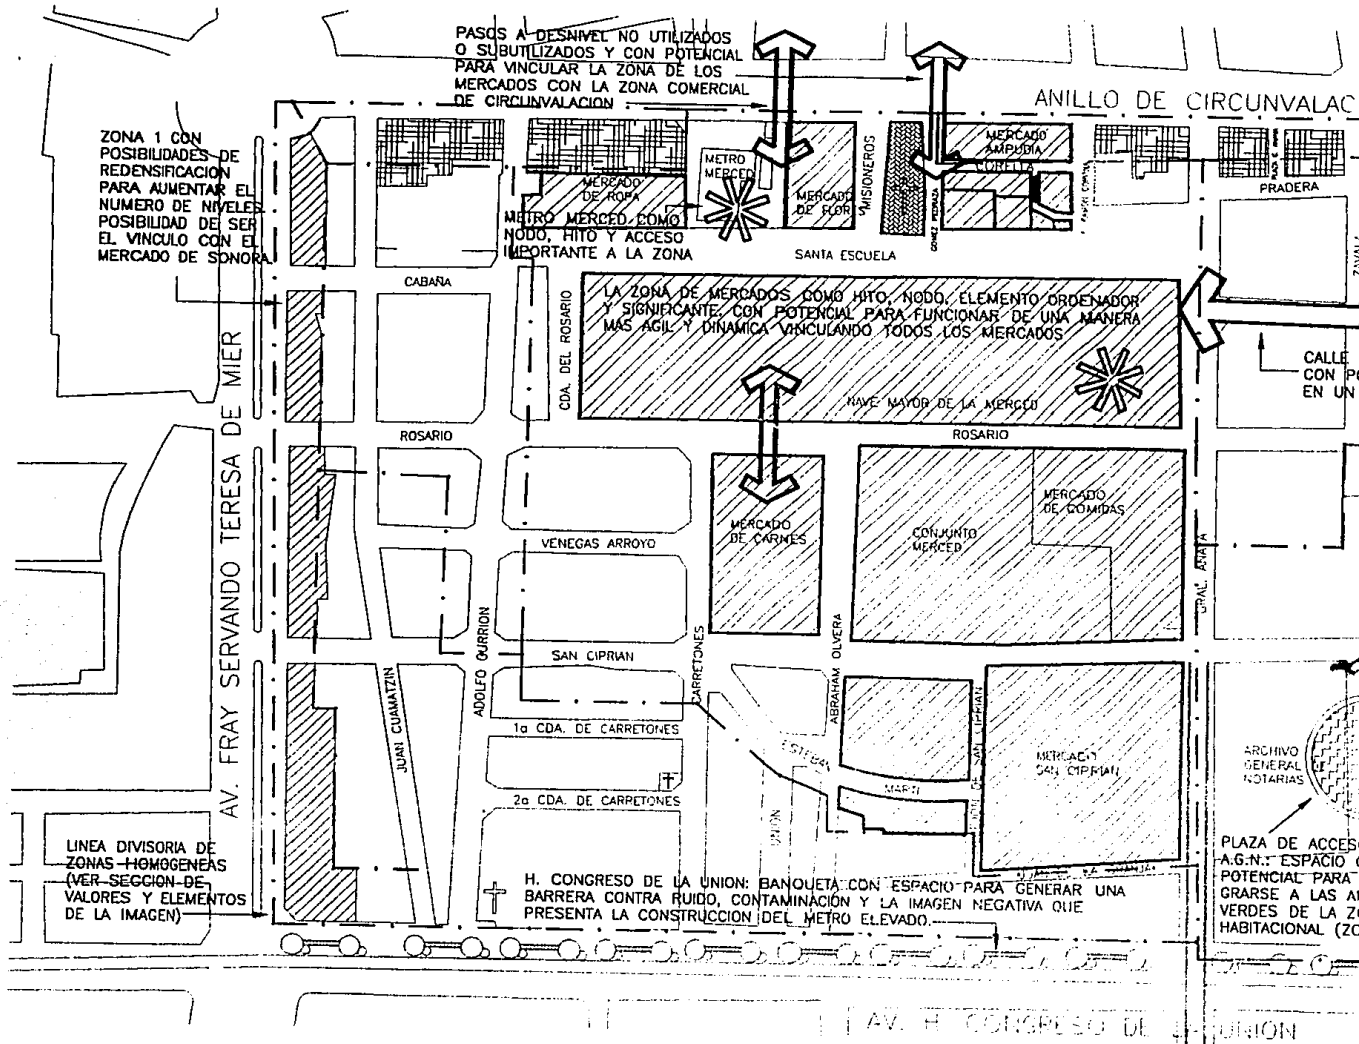 PASOS A DESNIVEL NO UTILIZADOS
O SUBUTILIZADOS Y CON POTENCIAL
PARA VINCULAR LA ZONA DE LOS
MERCADOS CON LA ZONA COMERCIAL
DE CIRCUNVALACION
ANILLO DE CIRCUNVALAC
ZONA 1 CON
POSIBILIDADES DE
REDENSIFICACION
PARA AUMENTAR EL
NUMERO DE NIVELES
POSIBILIDAD DE SER
EL VINCULO CON EL
MERCADO DE SONORA
METRO
MERCED
MERCADO
DE ROPA
MERCADO
DE FLORES
MISIONEROS
GOMEZ PEDRAZA
MERCADO
AMPUDIA
PRADERA
METRO MERCED COMO
NODO, HITO Y ACCESO
IMPORTANTE A LA ZONA
SANTA ESCUELA
CABAÑA
CDA. DEL ROSARIO
LA ZONA DE MERCADOS COMO HITO, NODO, ELEMENTO ORDENADOR
Y SIGNIFICANTE, CON POTENCIAL PARA FUNCIONAR DE UNA MANERA
MAS AGIL Y DINAMICA VINCULANDO TODOS LOS MERCADOS
NAVE MAYOR DE LA MERCED
CALLE
CON PO
EN UN
AV. FRAY SERVANDO TERESA DE MIER
ROSARIO
ROSARIO
MERCADO
DE CARNES
CONJUNTO
MERCED
MERCADO
DE COMIDAS
GRAL. ANAYA
VENEGAS ARROYO
SAN CIPRIAN
ADOLFO GURRION
CARRETONES
ABRAHAM OLVERA
JUAN CUAMATZIN
1a CDA. DE CARRETONES
2a CDA. DE CARRETONES
ESTEBAN
MARTI
UNION
DE SAN CIPRIAN
MERCADO
SAN CIPRIAN
ARCHIVO
GENERAL
NOTARIAS
PLAZA DE ACCESO
A.G.N.: ESPACIO
POTENCIAL PARA
GRARSE A LAS
VERDES DE LA
HABITACIONAL (ZO
LINEA DIVISORIA DE
ZONAS HOMOGENEAS
(VER SECCION DE
VALORES Y ELEMENTOS
DE LA IMAGEN)
H. CONGRESO DE LA UNION: BANQUETA CON ESPACIO PARA GENERAR UNA
BARRERA CONTRA RUIDO, CONTAMINACION Y LA IMAGEN NEGATIVA QUE
PRESENTA LA CONSTRUCCION DEL METRO ELEVADO.
AV. H. CONGRESO DE LA UNION